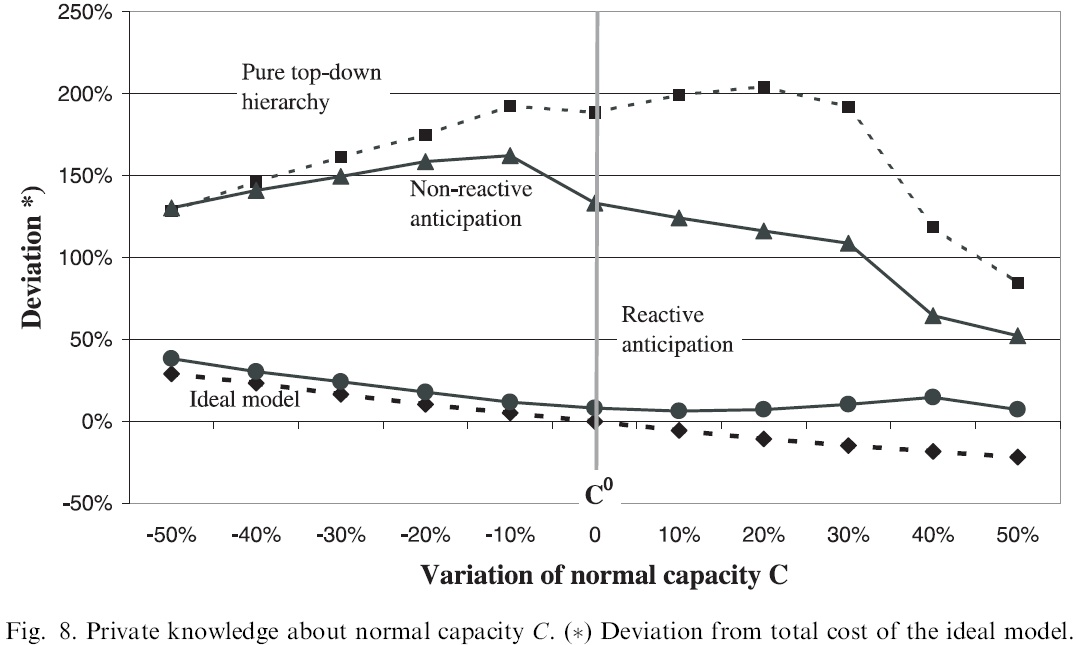 250%
200%
150%
100%
50%
0%
-50%
Deviation *)
Pure top-down
hierarchy
Non-reactive
anticipation
Reactive
anticipation
Ideal model
C⁰
-50% -40% -30% -20% -10% 0 10% 20% 30% 40% 50%
Variation of normal capacity C
Fig. 8. Private knowledge about normal capacity C. (∗) Deviation from total cost of the ideal model.